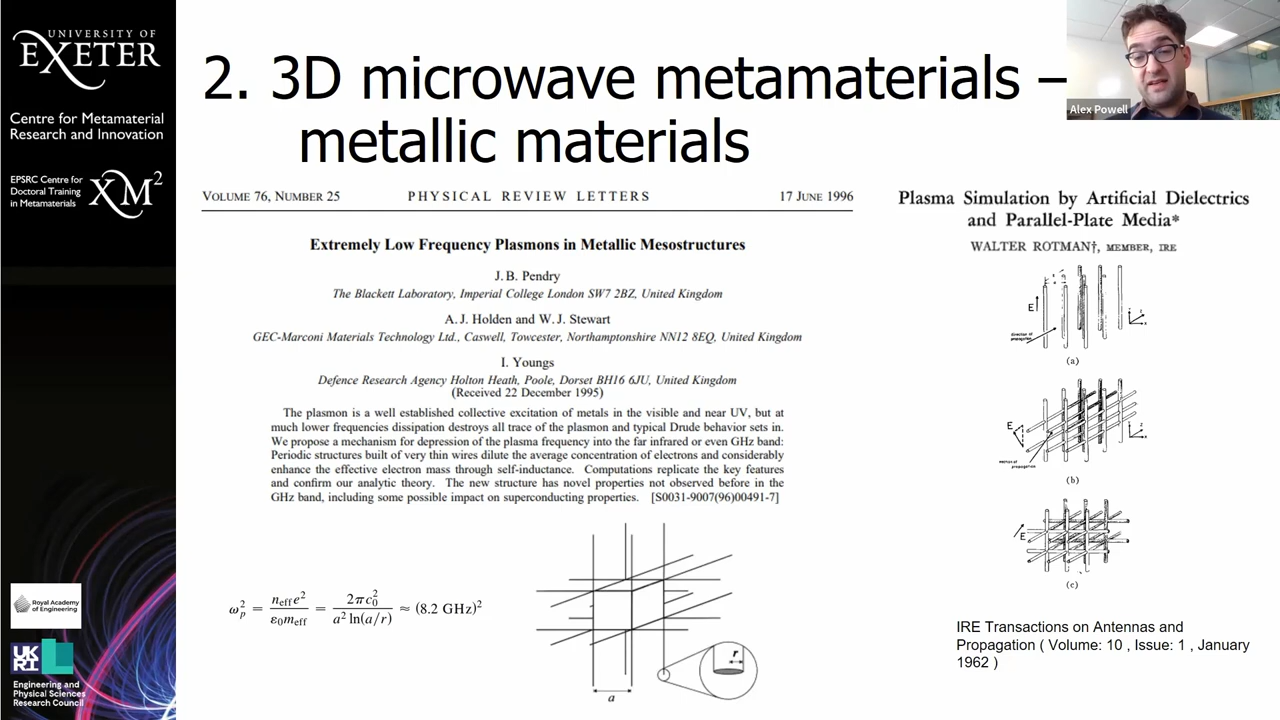 UNIVERSITY OF
EXETER
Centre for Metamaterial
Research and Innovation
EPSRC Centre for
Doctoral Training
in Metamaterials
XM²
Royal Academy
of Engineering
UK
RI
Engineering and
Physical Sciences
Research Council
2. 3D microwave metamaterials –
metallic materials
Alex Powell
VOLUME 76, NUMBER 25 PHYSICAL REVIEW LETTERS 17 JUNE 1996
Extremely Low Frequency Plasmons in Metallic Mesostructures
J. B. Pendry
The Blackett Laboratory, Imperial College London SW7 2BZ, United Kingdom
A. J. Holden and W. J. Stewart
GEC-Marconi Materials Technology Ltd., Caswell, Towcester, Northamptonshire NN12 8EQ, United Kingdom
I. Youngs
Defence Research Agency Holton Heath, Poole, Dorset BH16 6JU, United Kingdom
(Received 22 December 1995)
The plasmon is a well established collective excitation of metals in the visible and near UV, but at
much lower frequencies dissipation destroys all trace of the plasmon and typical Drude behavior sets in.
We propose a mechanism for depression of the plasma frequency into the far infrared or even GHz band:
Periodic structures built of very thin wires dilute the average concentration of electrons and considerably
enhance the effective electron mass through self-inductance. Computations replicate the key features
and confirm our analytic theory. The new structure has novel properties not observed before in the
GHz band, including some possible impact on superconducting properties. [S0031-9007(96)00491-7]
ω_p² = n_eff e² / ε₀ m_eff = 2πc₀² / a² ln(a/r) ≈ (8.2 GHz)²
r
a
Plasma Simulation by Artificial Dielectrics
and Parallel-Plate Media*
WALTER ROTMAN†, MEMBER, IRE
E
(a)
E
(b)
E
(c)
IRE Transactions on Antennas and
Propagation ( Volume: 10 , Issue: 1 , January
1962 )